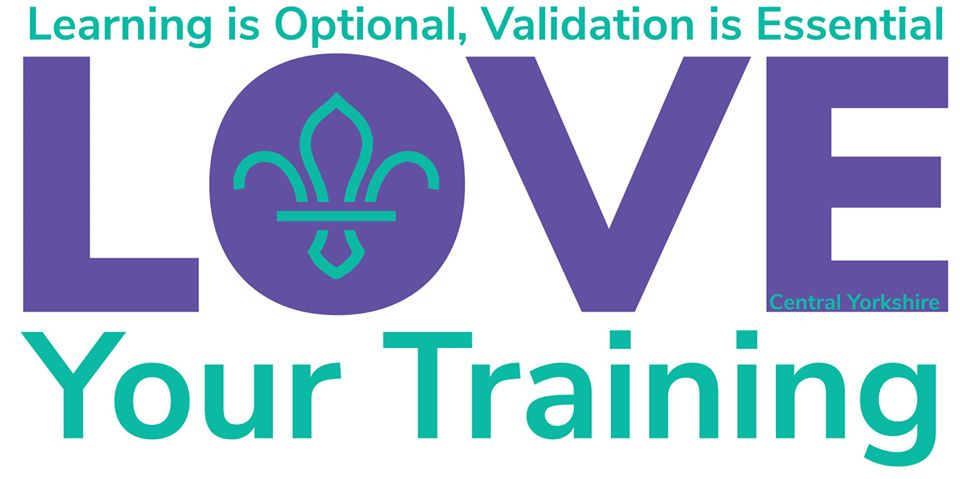 Learning is Optional, Validation is Essential
LOVE
Central Yorkshire
Your Training